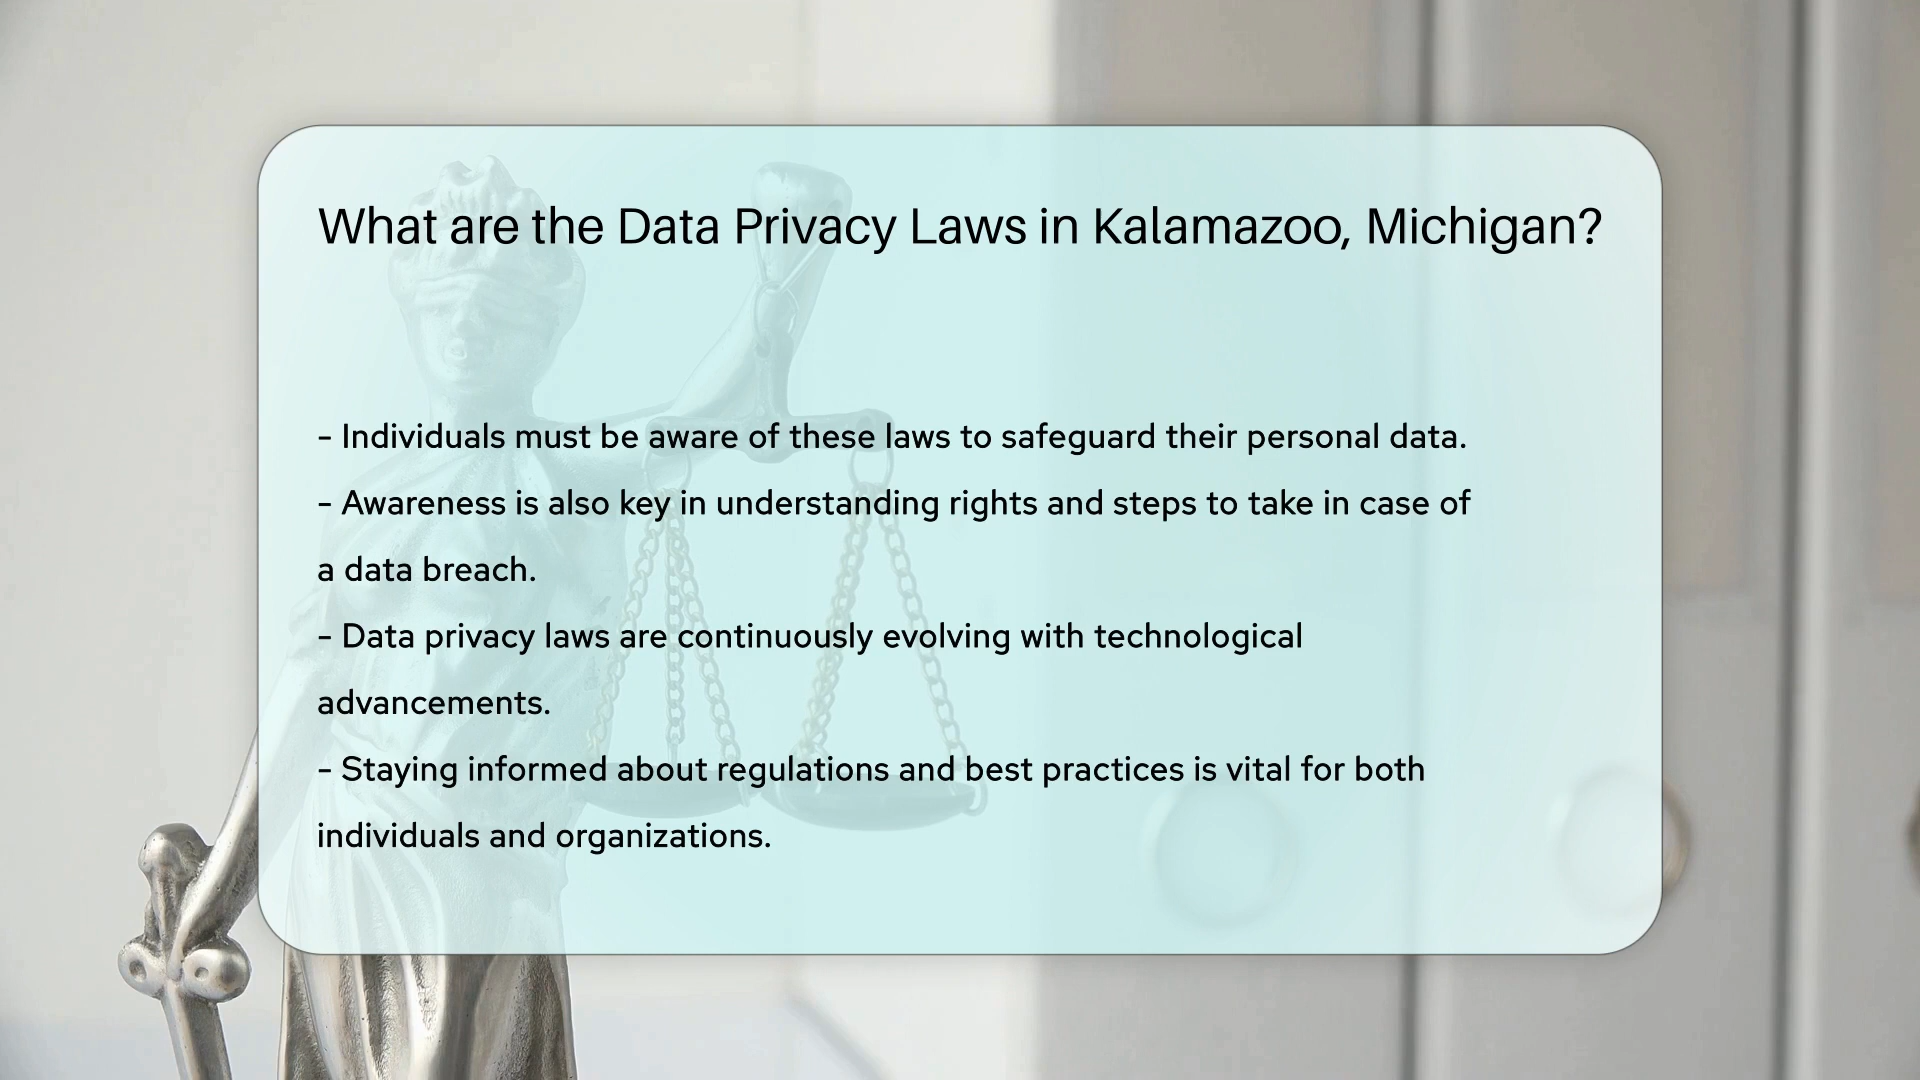 What are the Data Privacy Laws in Kalamazoo, Michigan?
– Individuals must be aware of these laws to safeguard their personal data.
– Awareness is also key in understanding rights and steps to take in case of
a data breach.
– Data privacy laws are continuously evolving with technological
advancements.
– Staying informed about regulations and best practices is vital for both
individuals and organizations.